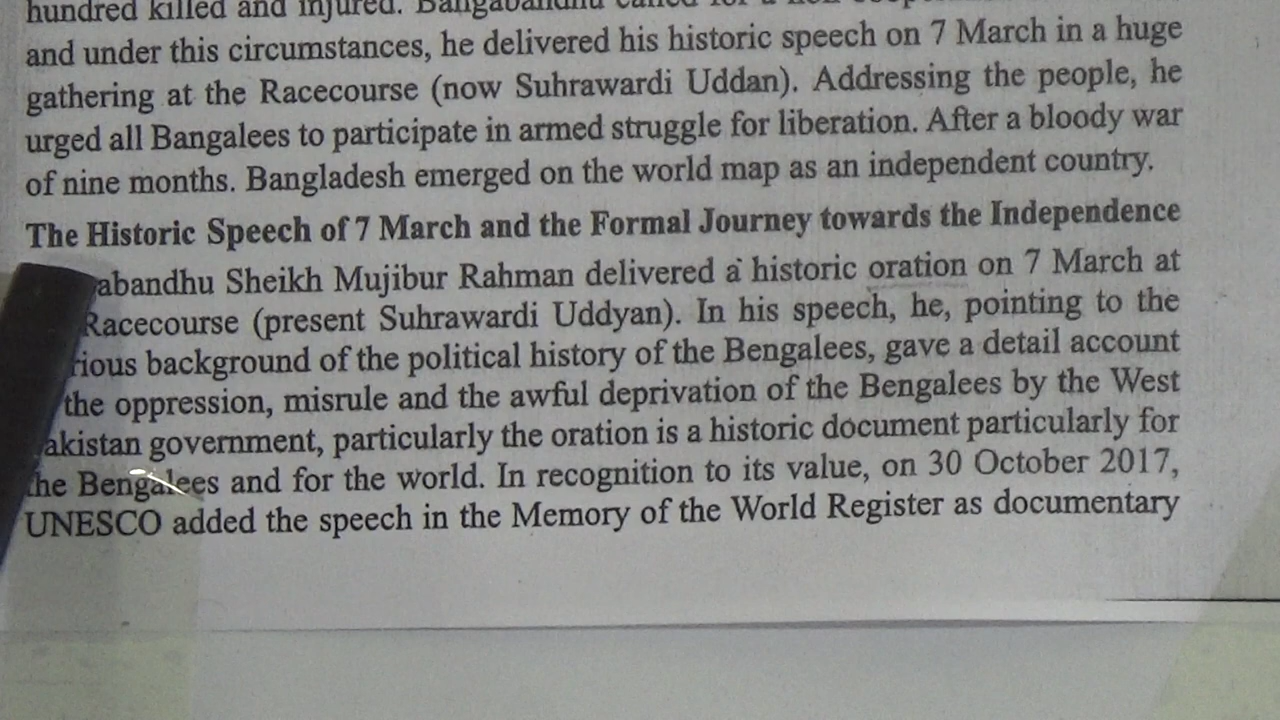 hundred killed and injured. Bangabandhu called for a non
and under this circumstances, he delivered his historic speech on 7 March in a huge
gathering at the Racecourse (now Suhrawardi Uddan). Addressing the people, he
urged all Bangalees to participate in armed struggle for liberation. After a bloody war
of nine months. Bangladesh emerged on the world map as an independent country.
The Historic Speech of 7 March and the Formal Journey towards the Independence
abandhu Sheikh Mujibur Rahman delivered a historic oration on 7 March at
Racecourse (present Suhrawardi Uddyan). In his speech, he, pointing to the
rious background of the political history of the Bengalees, gave a detail account
the oppression, misrule and the awful deprivation of the Bengalees by the West
akistan government, particularly the oration is a historic document particularly for
the Bengalees and for the world. In recognition to its value, on 30 October 2017,
UNESCO added the speech in the Memory of the World Register as documentary